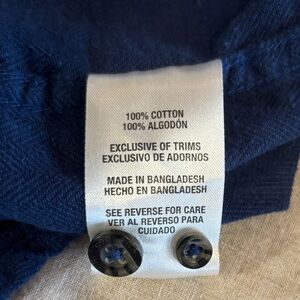 100% COTTON
100% ALGODÓN
EXCLUSIVE OF TRIMS
EXCLUSIVO DE ADORNOS
MADE IN BANGLADESH
HECHO EN BANGLADESH
SEE REVERSE FOR CARE
VER AL REVERSO PARA
CUIDADO